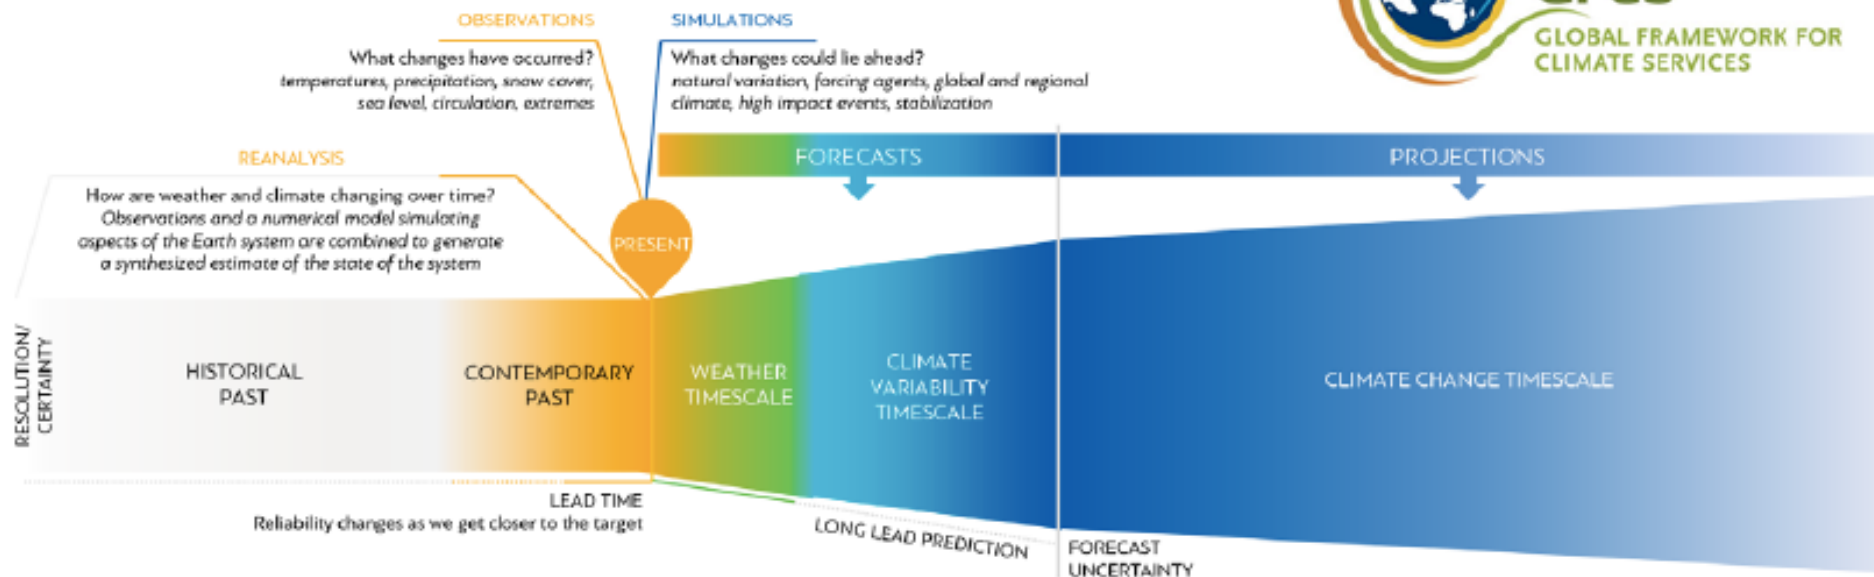 OBSERVATIONS
What changes have occurred?
temperatures, precipitation, snow cover,
sea level, circulation, extremes
SIMULATIONS
What changes could lie ahead?
natural variation, forcing agents, global and regional
climate, high impact events, stabilization
GLOBAL FRAMEWORK FOR
CLIMATE SERVICES
REANALYSIS
How are weather and climate changing over time?
Observations and a numerical model simulating
aspects of the Earth system are combined to generate
a synthesized estimate of the state of the system
PRESENT
FORECASTS
PROJECTIONS
RESOLUTION/
CERTAINTY
HISTORICAL
PAST
CONTEMPORARY
PAST
WEATHER
TIMESCALE
CLIMATE
VARIABILITY
TIMESCALE
CLIMATE CHANGE TIMESCALE
LEAD TIME
Reliability changes as we get closer to the target
LONG LEAD PREDICTION
FORECAST
UNCERTAINTY